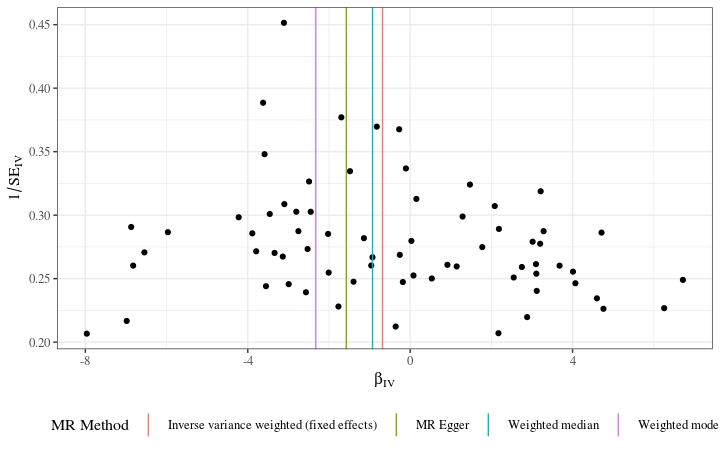 0.45
0.40
0.35
0.30
0.25
0.20
1/SE_IV
-8 -4 0 4
β_IV
MR Method Inverse variance weighted (fixed effects) MR Egger Weighted median Weighted mode